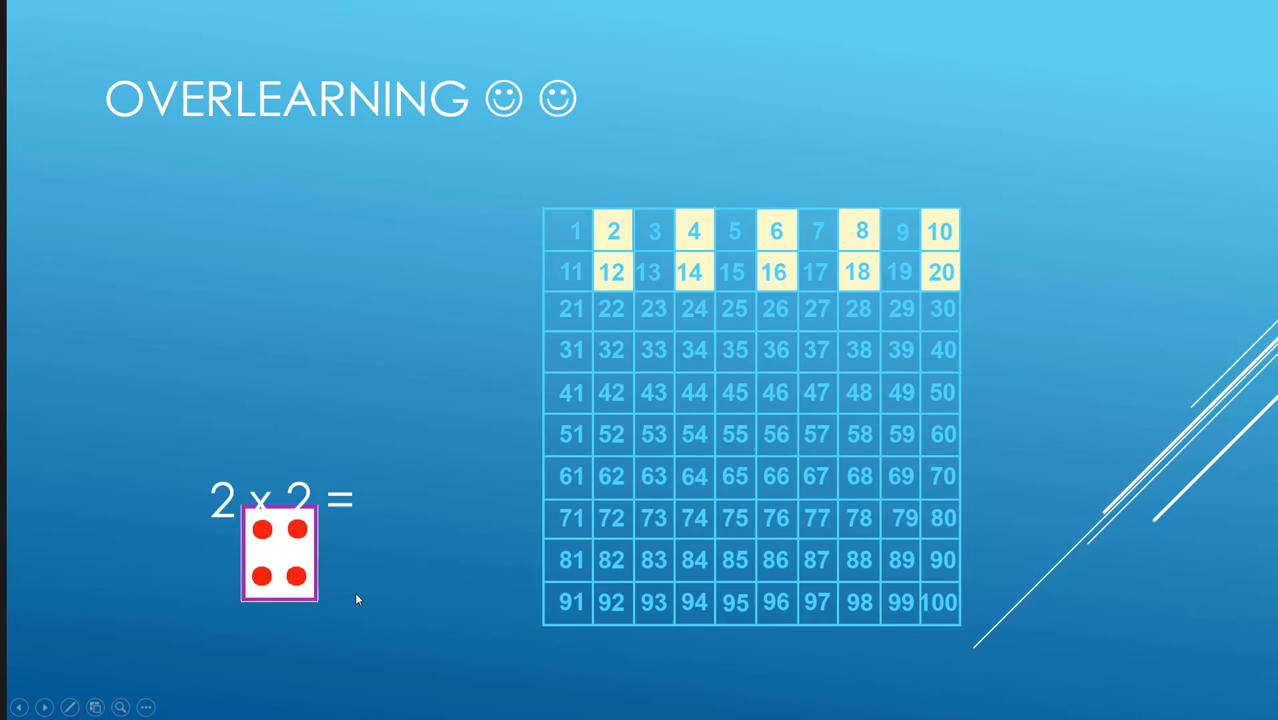 OVERLEARNING ☺ ☺
1 2 3 4 5 6 7 8 9 10
11 12 13 14 15 16 17 18 19 20
21 22 23 24 25 26 27 28 29 30
31 32 33 34 35 36 37 38 39 40
41 42 43 44 45 46 47 48 49 50
51 52 53 54 55 56 57 58 59 60
61 62 63 64 65 66 67 68 69 70
71 72 73 74 75 76 77 78 79 80
81 82 83 84 85 86 87 88 89 90
91 92 93 94 95 96 97 98 99 100
2 x 2 =